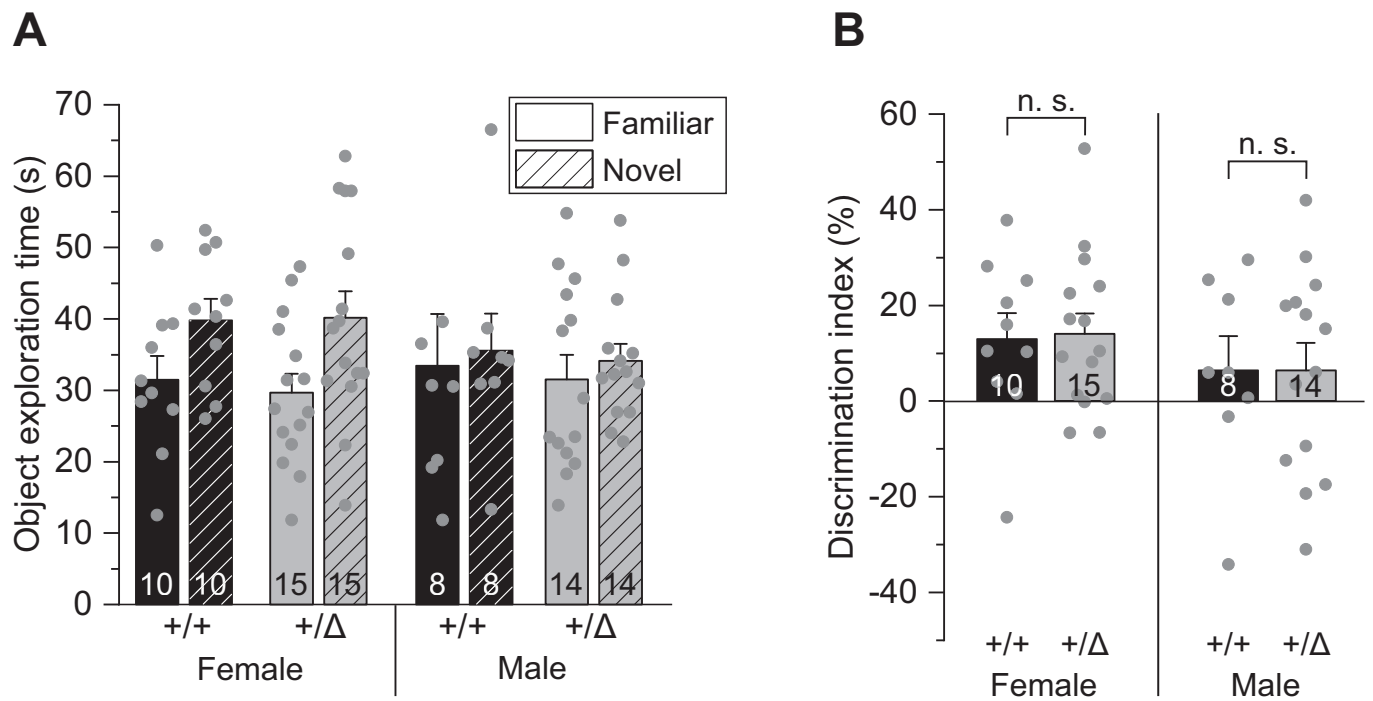 A
Object exploration time (s)
70
60
50
40
30
20
10
0
Familiar
Novel
10 10 15 15 8 8 14 14
+/+ +/Δ +/+ +/Δ
Female Male
B
Discrimination index (%)
60
40
20
0
-20
-40
n. s. n. s.
10 15 8 14
+/+ +/Δ +/+ +/Δ
Female Male